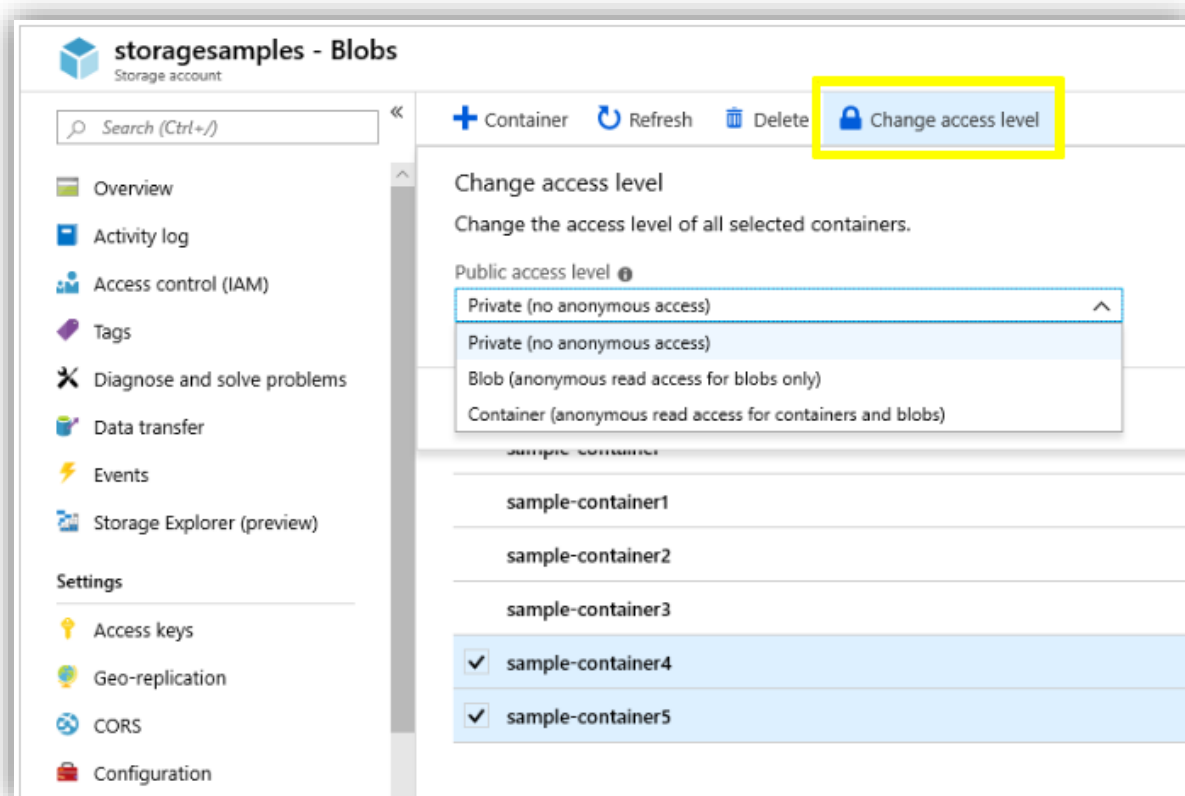 storagesamples - Blobs
Storage account
Search (Ctrl+/)
Overview
Activity log
Access control (IAM)
Tags
Diagnose and solve problems
Data transfer
Events
Storage Explorer (preview)
Settings
Access keys
Geo-replication
CORS
Configuration
Container Refresh Delete Change access level
Change access level
Change the access level of all selected containers.
Public access level
Private (no anonymous access)
Private (no anonymous access)
Blob (anonymous read access for blobs only)
Container (anonymous read access for containers and blobs)
sample-container
sample-container1
sample-container2
sample-container3
sample-container4
sample-container5